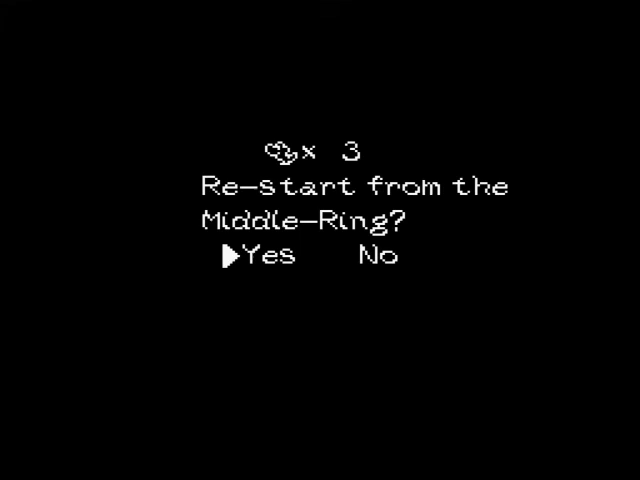 × 3
Re-start from the
Middle-Ring?
Yes No